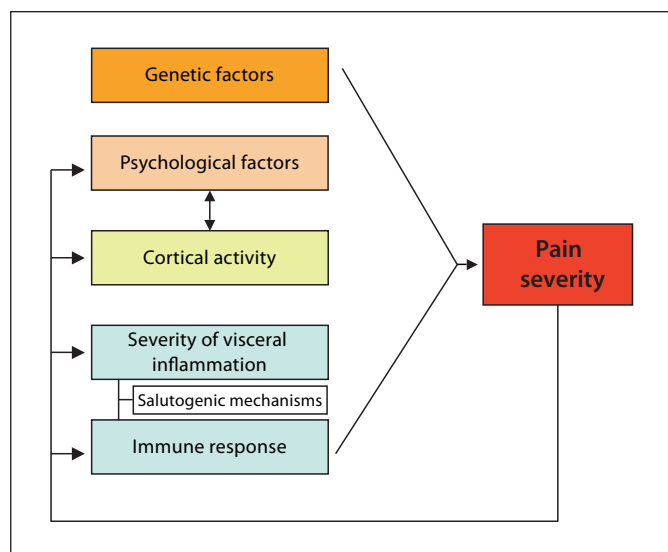 Genetic factors
Psychological factors
Cortical activity
Severity of visceral
inflammation
Salutogenic mechanisms
Immune response
Pain
severity